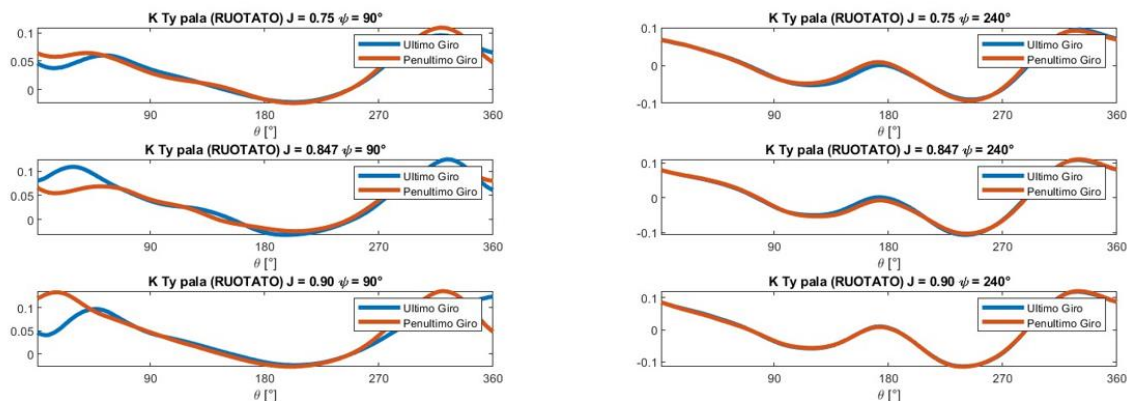 K Ty pala (RUOTATO) J = 0.75 ψ = 90°
0.1
0.05
0
Ultimo Giro
Penultimo Giro
90 180 270 360
θ [°]
K Ty pala (RUOTATO) J = 0.75 ψ = 240°
0.1
0
-0.1
Ultimo Giro
Penultimo Giro
90 180 270 360
θ [°]
K Ty pala (RUOTATO) J = 0.847 ψ = 90°
0.1
0.05
0
Ultimo Giro
Penultimo Giro
90 180 270 360
θ [°]
K Ty pala (RUOTATO) J = 0.847 ψ = 240°
0.1
0
-0.1
Ultimo Giro
Penultimo Giro
90 180 270 360
θ [°]
K Ty pala (RUOTATO) J = 0.90 ψ = 90°
0.1
0.05
0
Ultimo Giro
Penultimo Giro
90 180 270 360
θ [°]
K Ty pala (RUOTATO) J = 0.90 ψ = 240°
0.1
0
-0.1
Ultimo Giro
Penultimo Giro
90 180 270 360
θ [°]